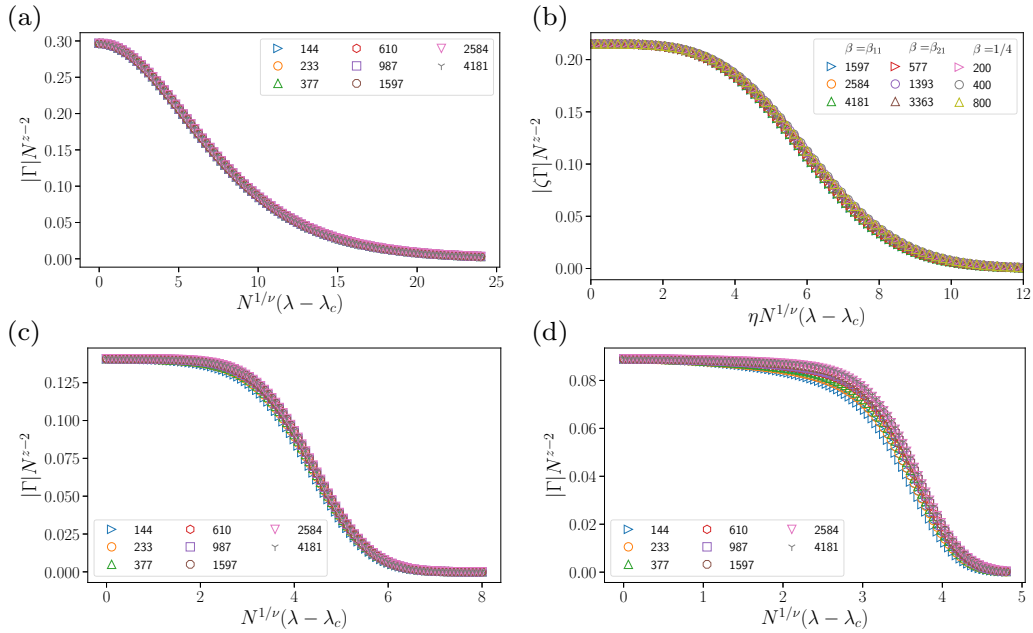 (a)
0.30
0.25
0.20
0.15
0.10
0.05
0.00
|Γ|N^{z−2}
0 5 10 15 20 25
N^{1/ν}(λ − λ_c)
144 610 2584
233 987 4181
377 1597
(b)
0.20
0.15
0.10
0.05
0.00
|ζΓ|N^{z−2}
0 2 4 6 8 10 12
ηN^{1/ν}(λ − λ_c)
β = β_{11} β = β_{21} β = 1/4
1597 577 200
2584 1393 400
4181 3363 800
(c)
0.125
0.100
0.075
0.050
0.025
0.000
|Γ|N^{z−2}
0 2 4 6 8
N^{1/ν}(λ − λ_c)
144 610 2584
233 987 4181
377 1597
(d)
0.08
0.06
0.04
0.02
0.00
|Γ|N^{z−2}
0 1 2 3 4 5
N^{1/ν}(λ − λ_c)
144 610 2584
233 987 4181
377 1597